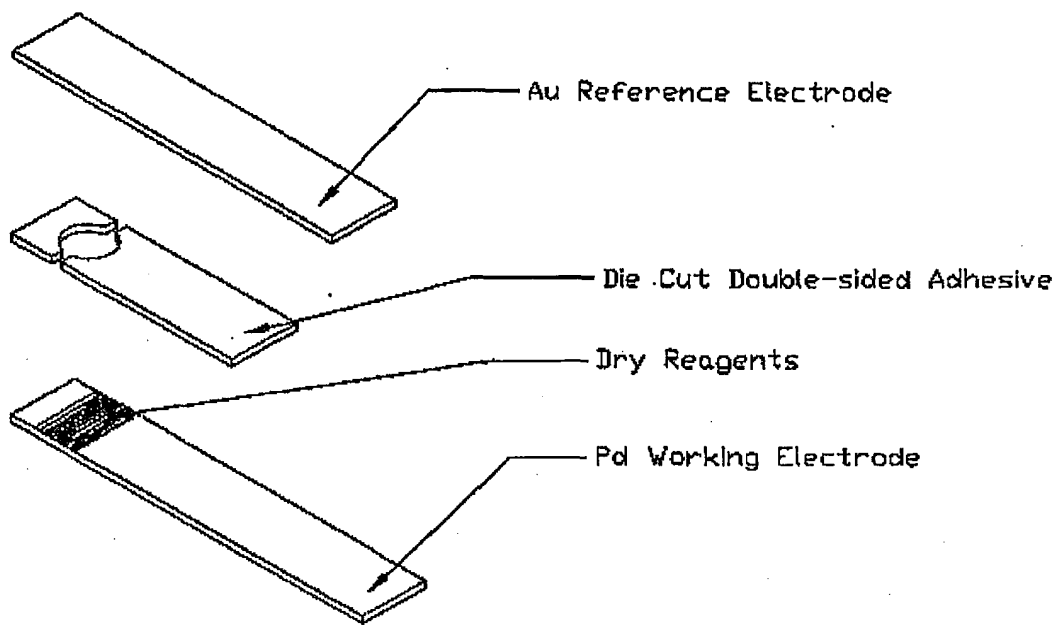 Au Reference Electrode
Die Cut Double-sided Adhesive
Dry Reagents
Pd Working Electrode